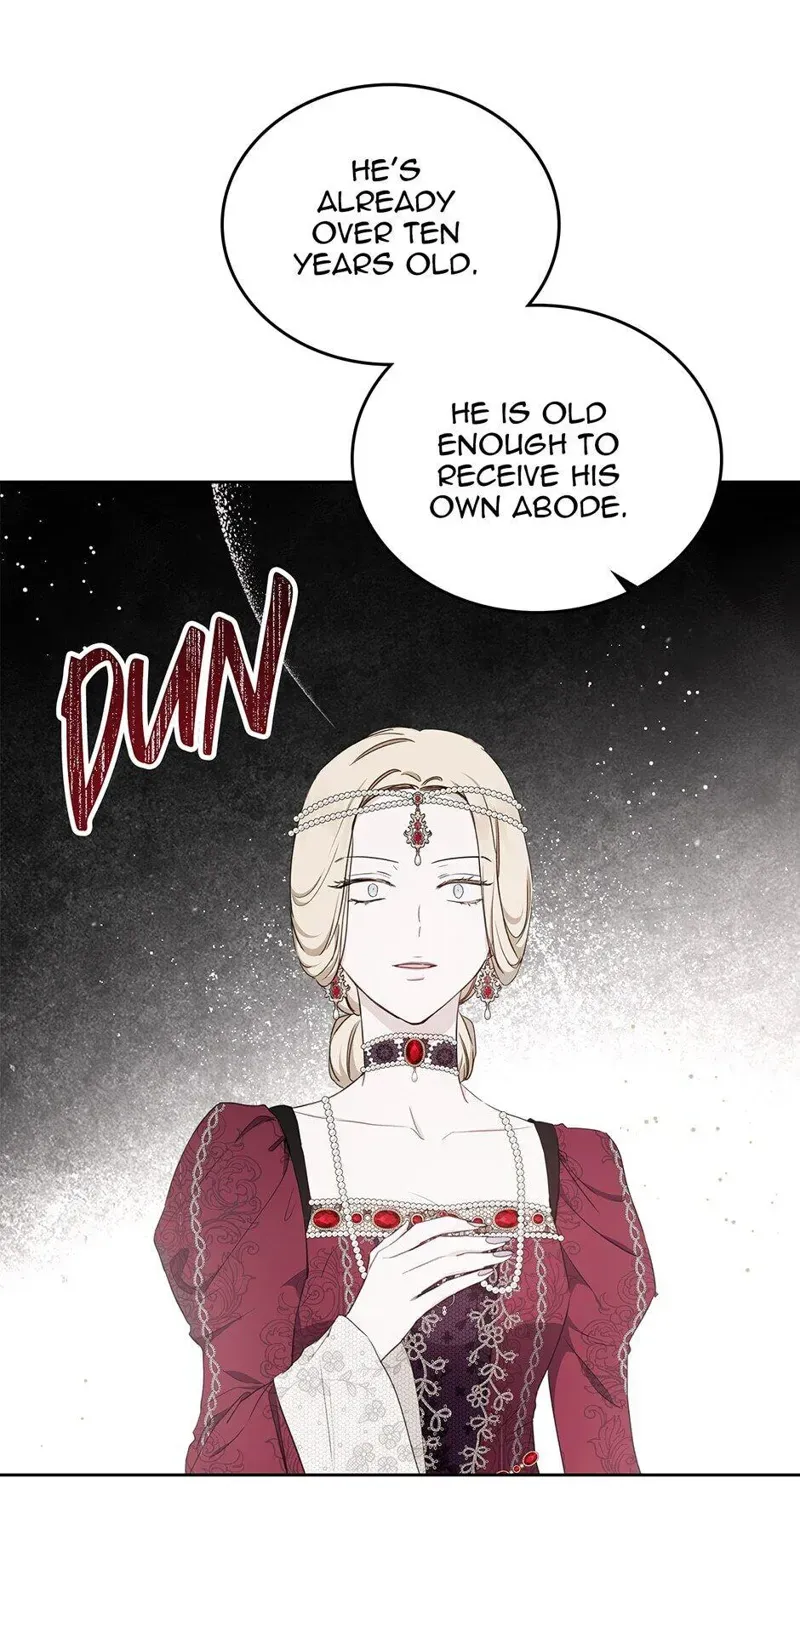 HE'S
ALREADY
OVER TEN
YEARS OLD.
HE IS OLD
ENOUGH TO
RECEIVE HIS
OWN ABODE.
DUN